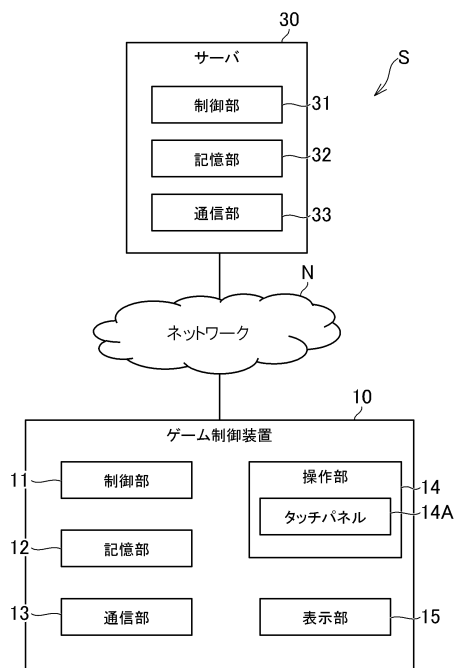 30
サーバ
S
制御部
31
記憶部
32
通信部
33
N
ネットワーク
10
ゲーム制御装置
11
制御部
操作部
14
タッチパネル
14A
12
記憶部
13
通信部
表示部
15